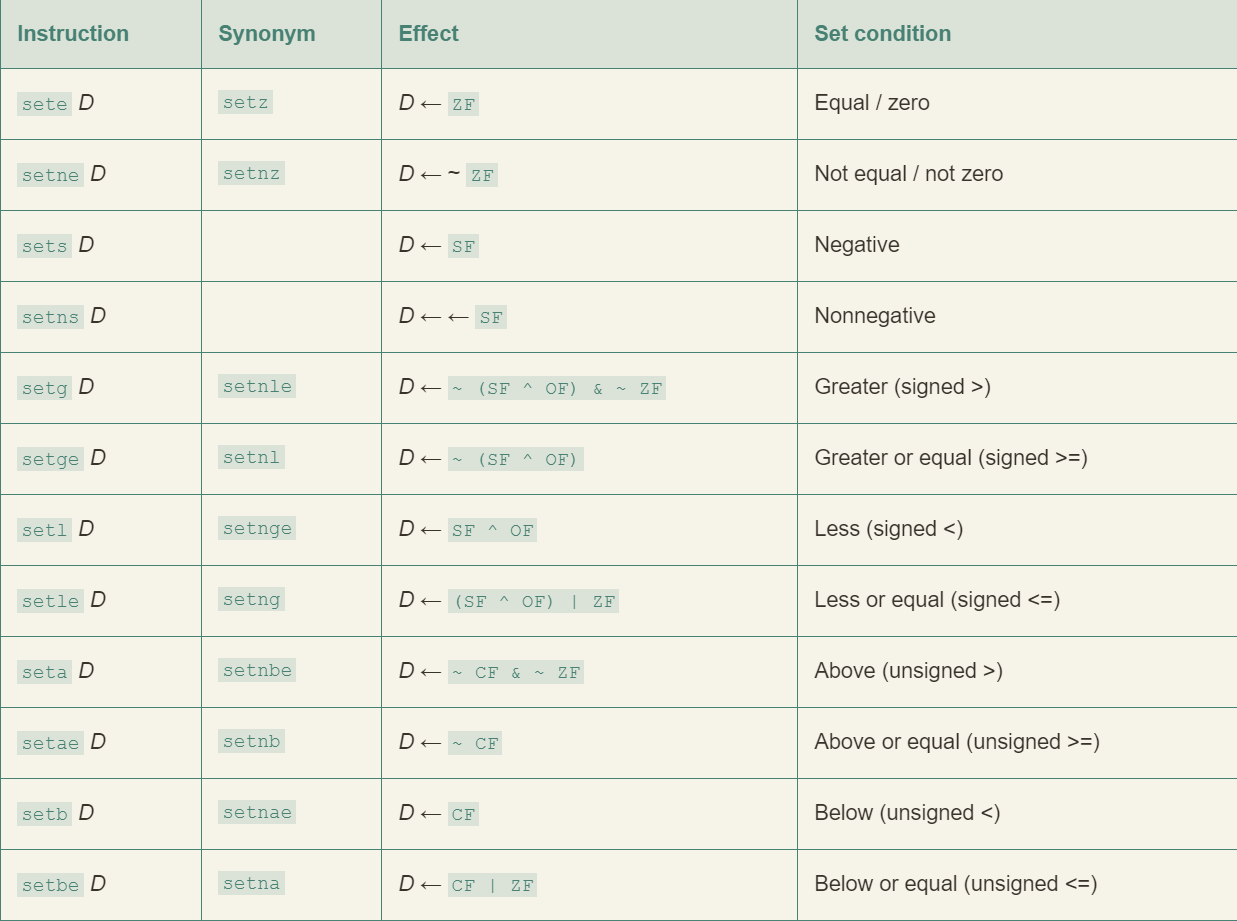 Instruction Synonym Effect Set condition
sete D setz D ← ZF Equal / zero
setne D setnz D ← ~ ZF Not equal / not zero
sets D D ← SF Negative
setns D D ← ← SF Nonnegative
setg D setnle D ← ~ (SF ^ OF) & ~ ZF Greater (signed >)
setge D setnl D ← ~ (SF ^ OF) Greater or equal (signed >=)
setl D setnge D ← SF ^ OF Less (signed <)
setle D setng D ← (SF ^ OF) | ZF Less or equal (signed <=)
seta D setnbe D ← ~ CF & ~ ZF Above (unsigned >)
setae D setnb D ← ~ CF Above or equal (unsigned >=)
setb D setnae D ← CF Below (unsigned <)
setbe D setna D ← CF | ZF Below or equal (unsigned <=)